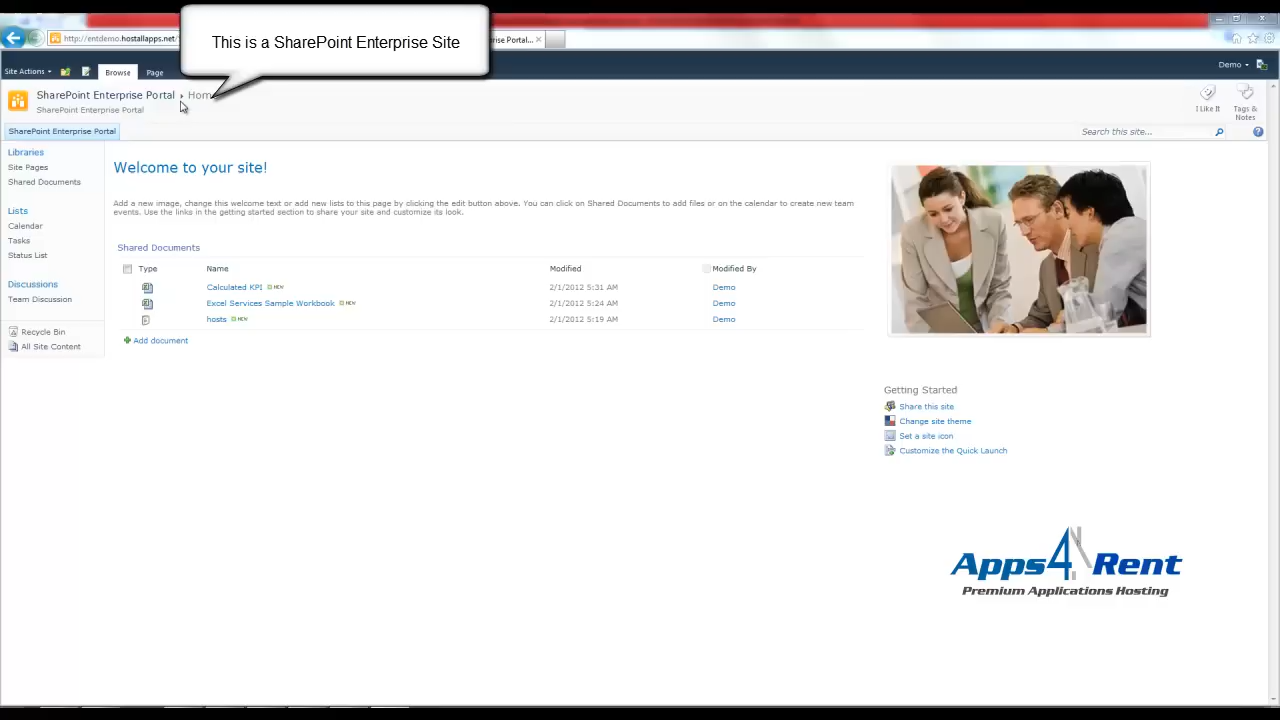 This is a SharePoint Enterprise Site
http://entdemo.hostallapps.net/
rise Portal...
Site Actions
Browse
Page
Demo
SharePoint Enterprise Portal
Hom
SharePoint Enterprise Portal
I Like It
Tags &
Notes
SharePoint Enterprise Portal
Search this site...
Libraries
Site Pages
Shared Documents
Lists
Calendar
Tasks
Status List
Discussions
Team Discussion
Recycle Bin
All Site Content
Welcome to your site!
Add a new image, change this welcome text or add new lists to this page by clicking the edit button above. You can click on Shared Documents to add files or on the calendar to create new team
events. Use the links in the getting started section to share your site and customize its look.
Shared Documents
Type Name Modified Modified By
Calculated KPI NEW 2/1/2012 5:31 AM Demo
Excel Services Sample Workbook NEW 2/1/2012 5:24 AM Demo
hosts NEW 2/1/2012 5:19 AM Demo
Add document
Getting Started
Share this site
Change site theme
Set a site icon
Customize the Quick Launch
Apps4Rent
Premium Applications Hosting